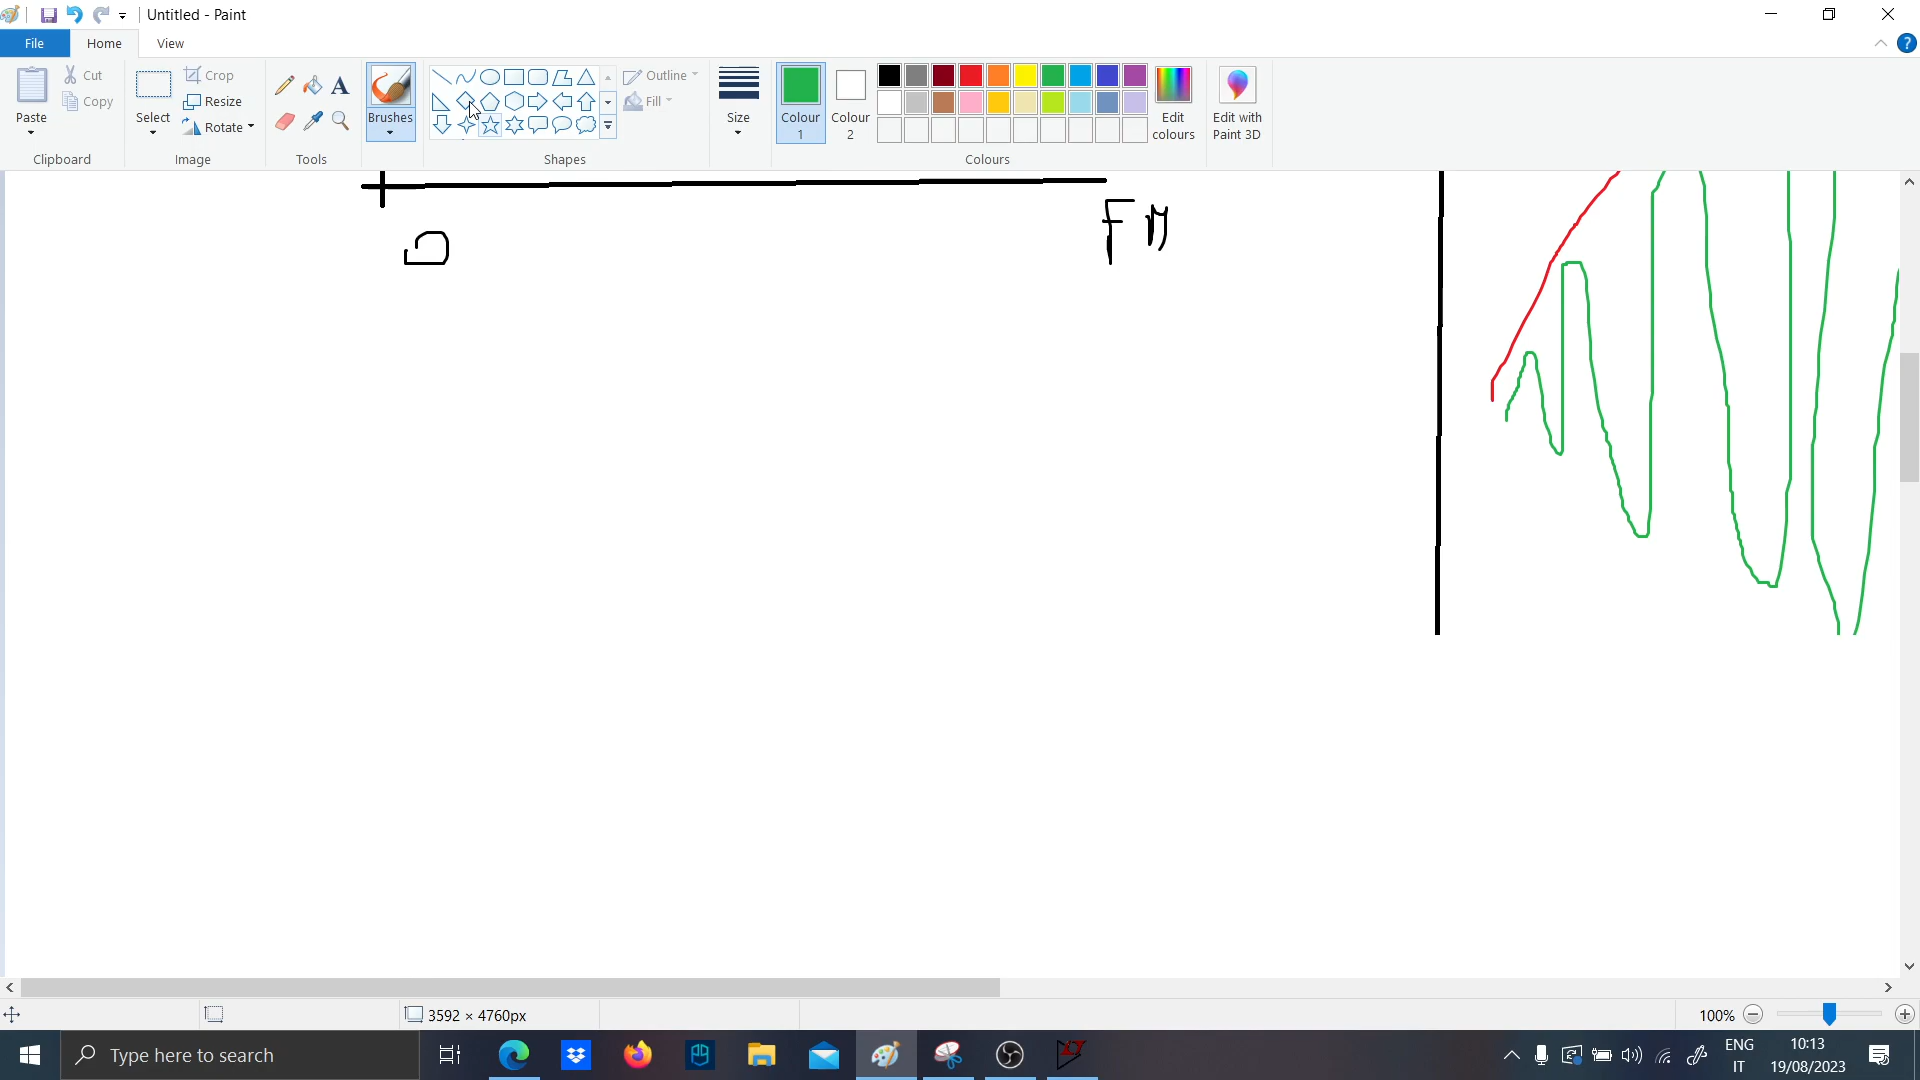 Untitled - Paint
File Home View
Paste
Cut
Copy
Clipboard
Select
Crop
Resize
Rotate
Image
Tools
Brushes
Shapes
Outline
Fill
Size
Colour 1
Colour 2
Colours
Edit colours
Edit with Paint 3D
FM
3592 × 4760px
100%
Type here to search
ENG
IT
10:13
19/08/2023